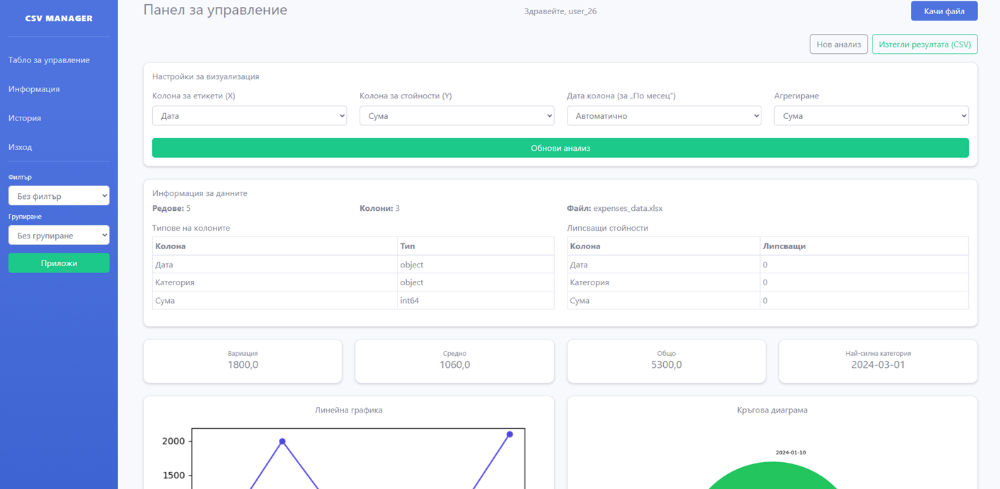 CSV MANAGER
Табло за управление
Информация
История
Изход
Филтър
Без филтър
Групиране
Без групиране
Приложи
Панел за управление
Здравейте, user_26
Качи файл
Нов анализ
Изтегли резултата (CSV)
Настройки за визуализация
Колона за етикети (X)
Колона за стойности (Y)
Дата колона (за „По месец")
Агрегиране
Дата
Сума
Автоматично
Сума
Обнови анализ
Информация за данните
Редове: 5
Колони: 3
Файл: expenses_data.xlsx
Типове на колоните
Колона Тип
Дата object
Категория object
Сума int64
Липсващи стойности
Колона Липсващи
Дата 0
Категория 0
Сума 0
Вариация
1800,0
Средно
1060,0
Общо
5300,0
Най-силна категория
2024-03-01
Линейна графика
2000
1500
Кръгова диаграма
2024-01-10